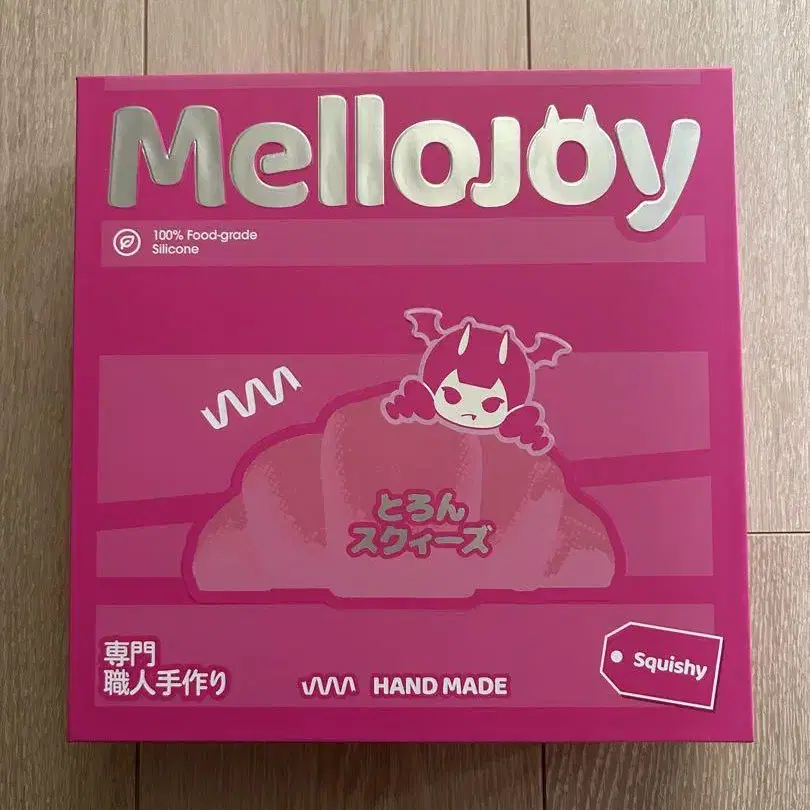 Mellojoy
100% Food-grade
Silicone
とろん
スクィーズ
専門
職人手作り
HAND MADE
Squishy